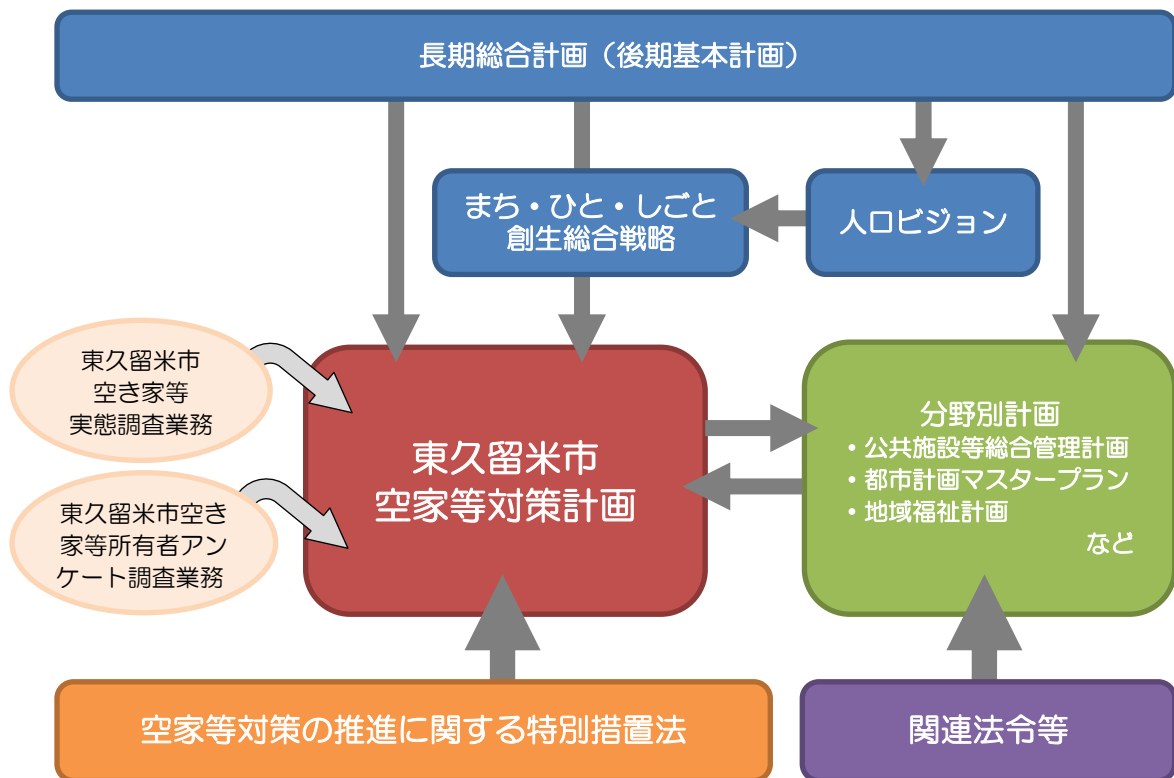 長期総合計画（後期基本計画）
まち・ひと・しごと
創生総合戦略
人口ビジョン
東久留米市
空き家等
実態調査業務
東久留米市空き
家等所有者アン
ケート調査業務
東久留米市
空家等対策計画
分野別計画
・公共施設等総合管理計画
・都市計画マスタープラン
・地域福祉計画
など
空家等対策の推進に関する特別措置法
関連法令等